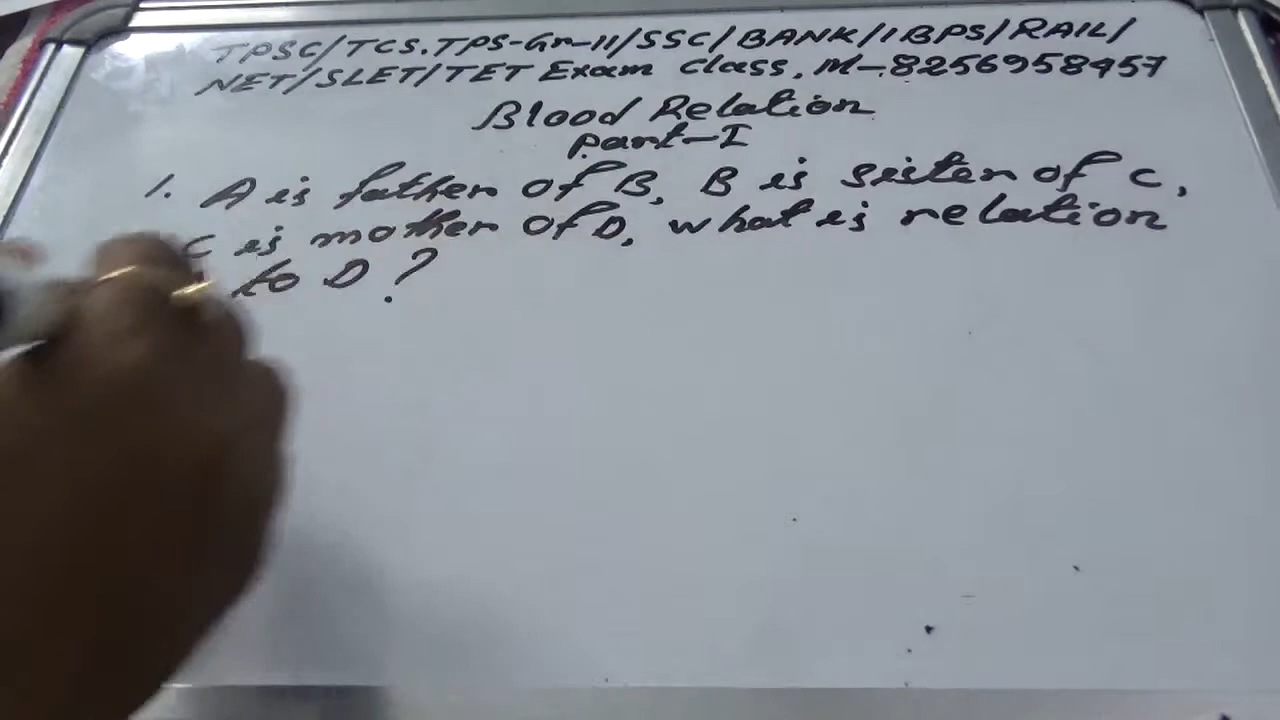 TPSC/TCS.TPS-Gr-II/SSC/BANK/IBPS/RAIL/
NET/SLET/TET Exam class. M-8256958457
Blood Relation
Part-I
1. A is father of B, B is sister of C,
C is mother of D, what is relation
to D?